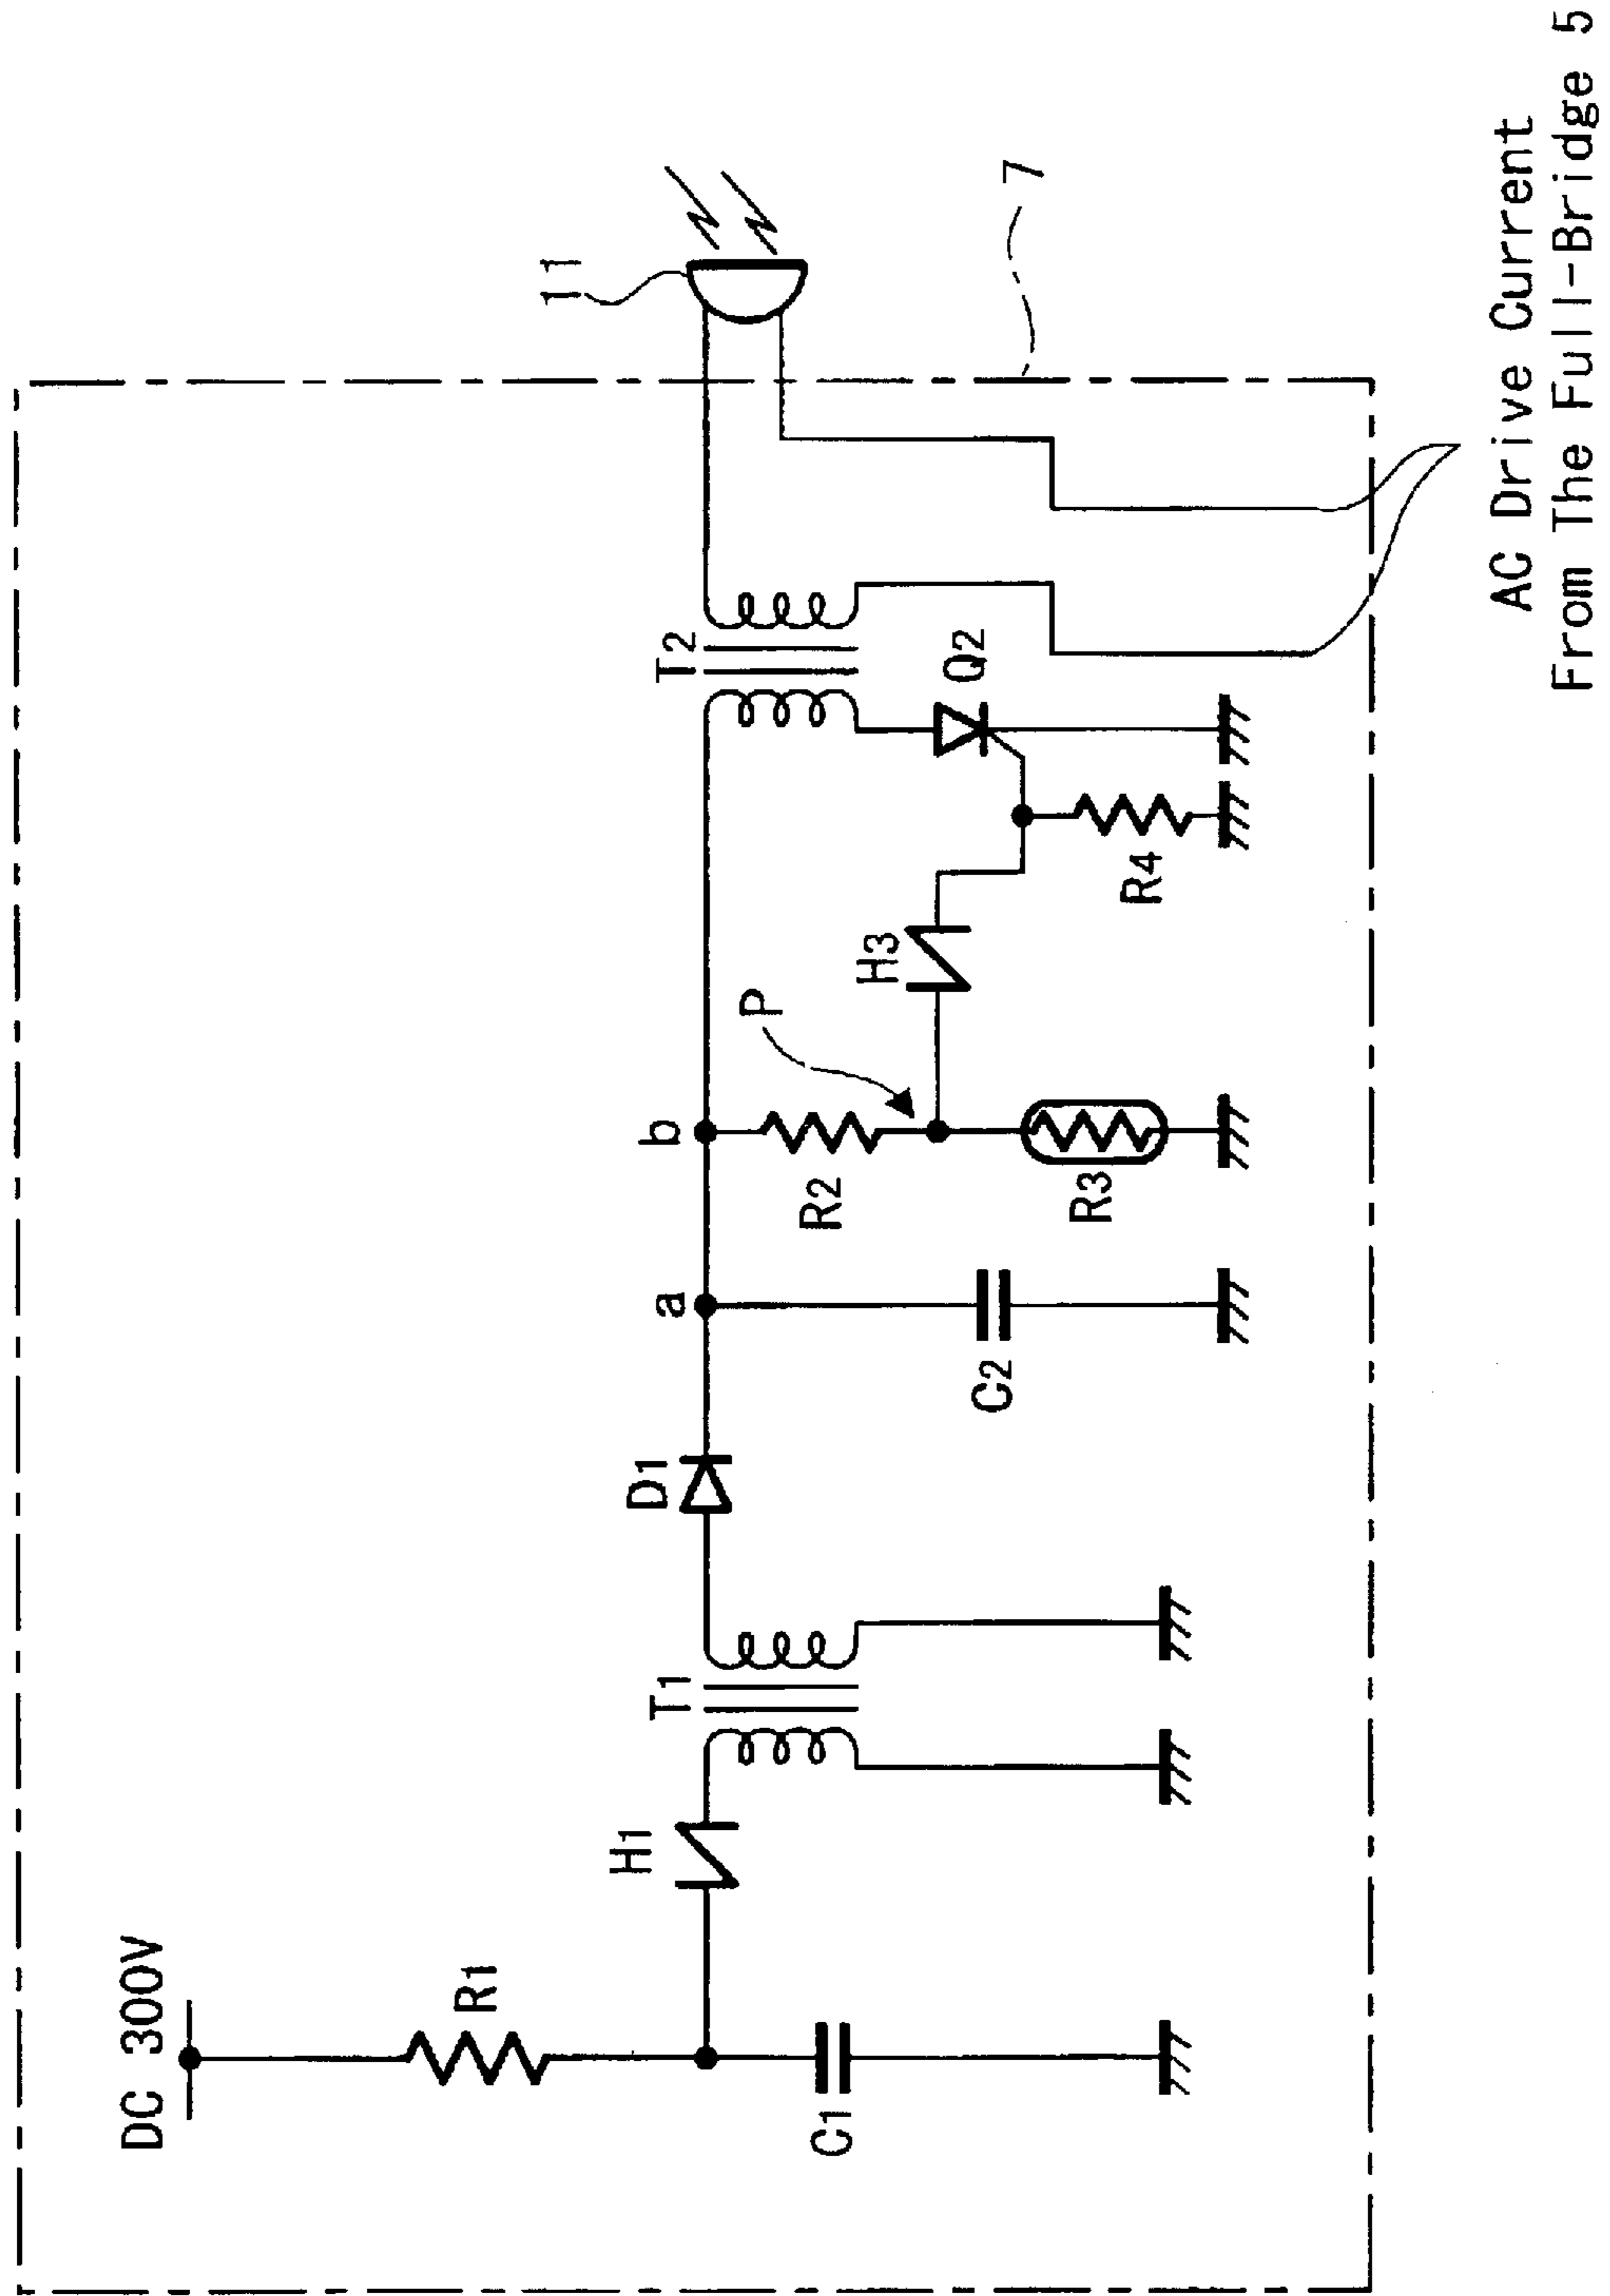 DC 300V
R1
C1
H1
T1
D1
a
C2
b
R2
R3
P
H3
R4
Q2
T2
11
7
AC Drive Current
From The Full-Bridge 5